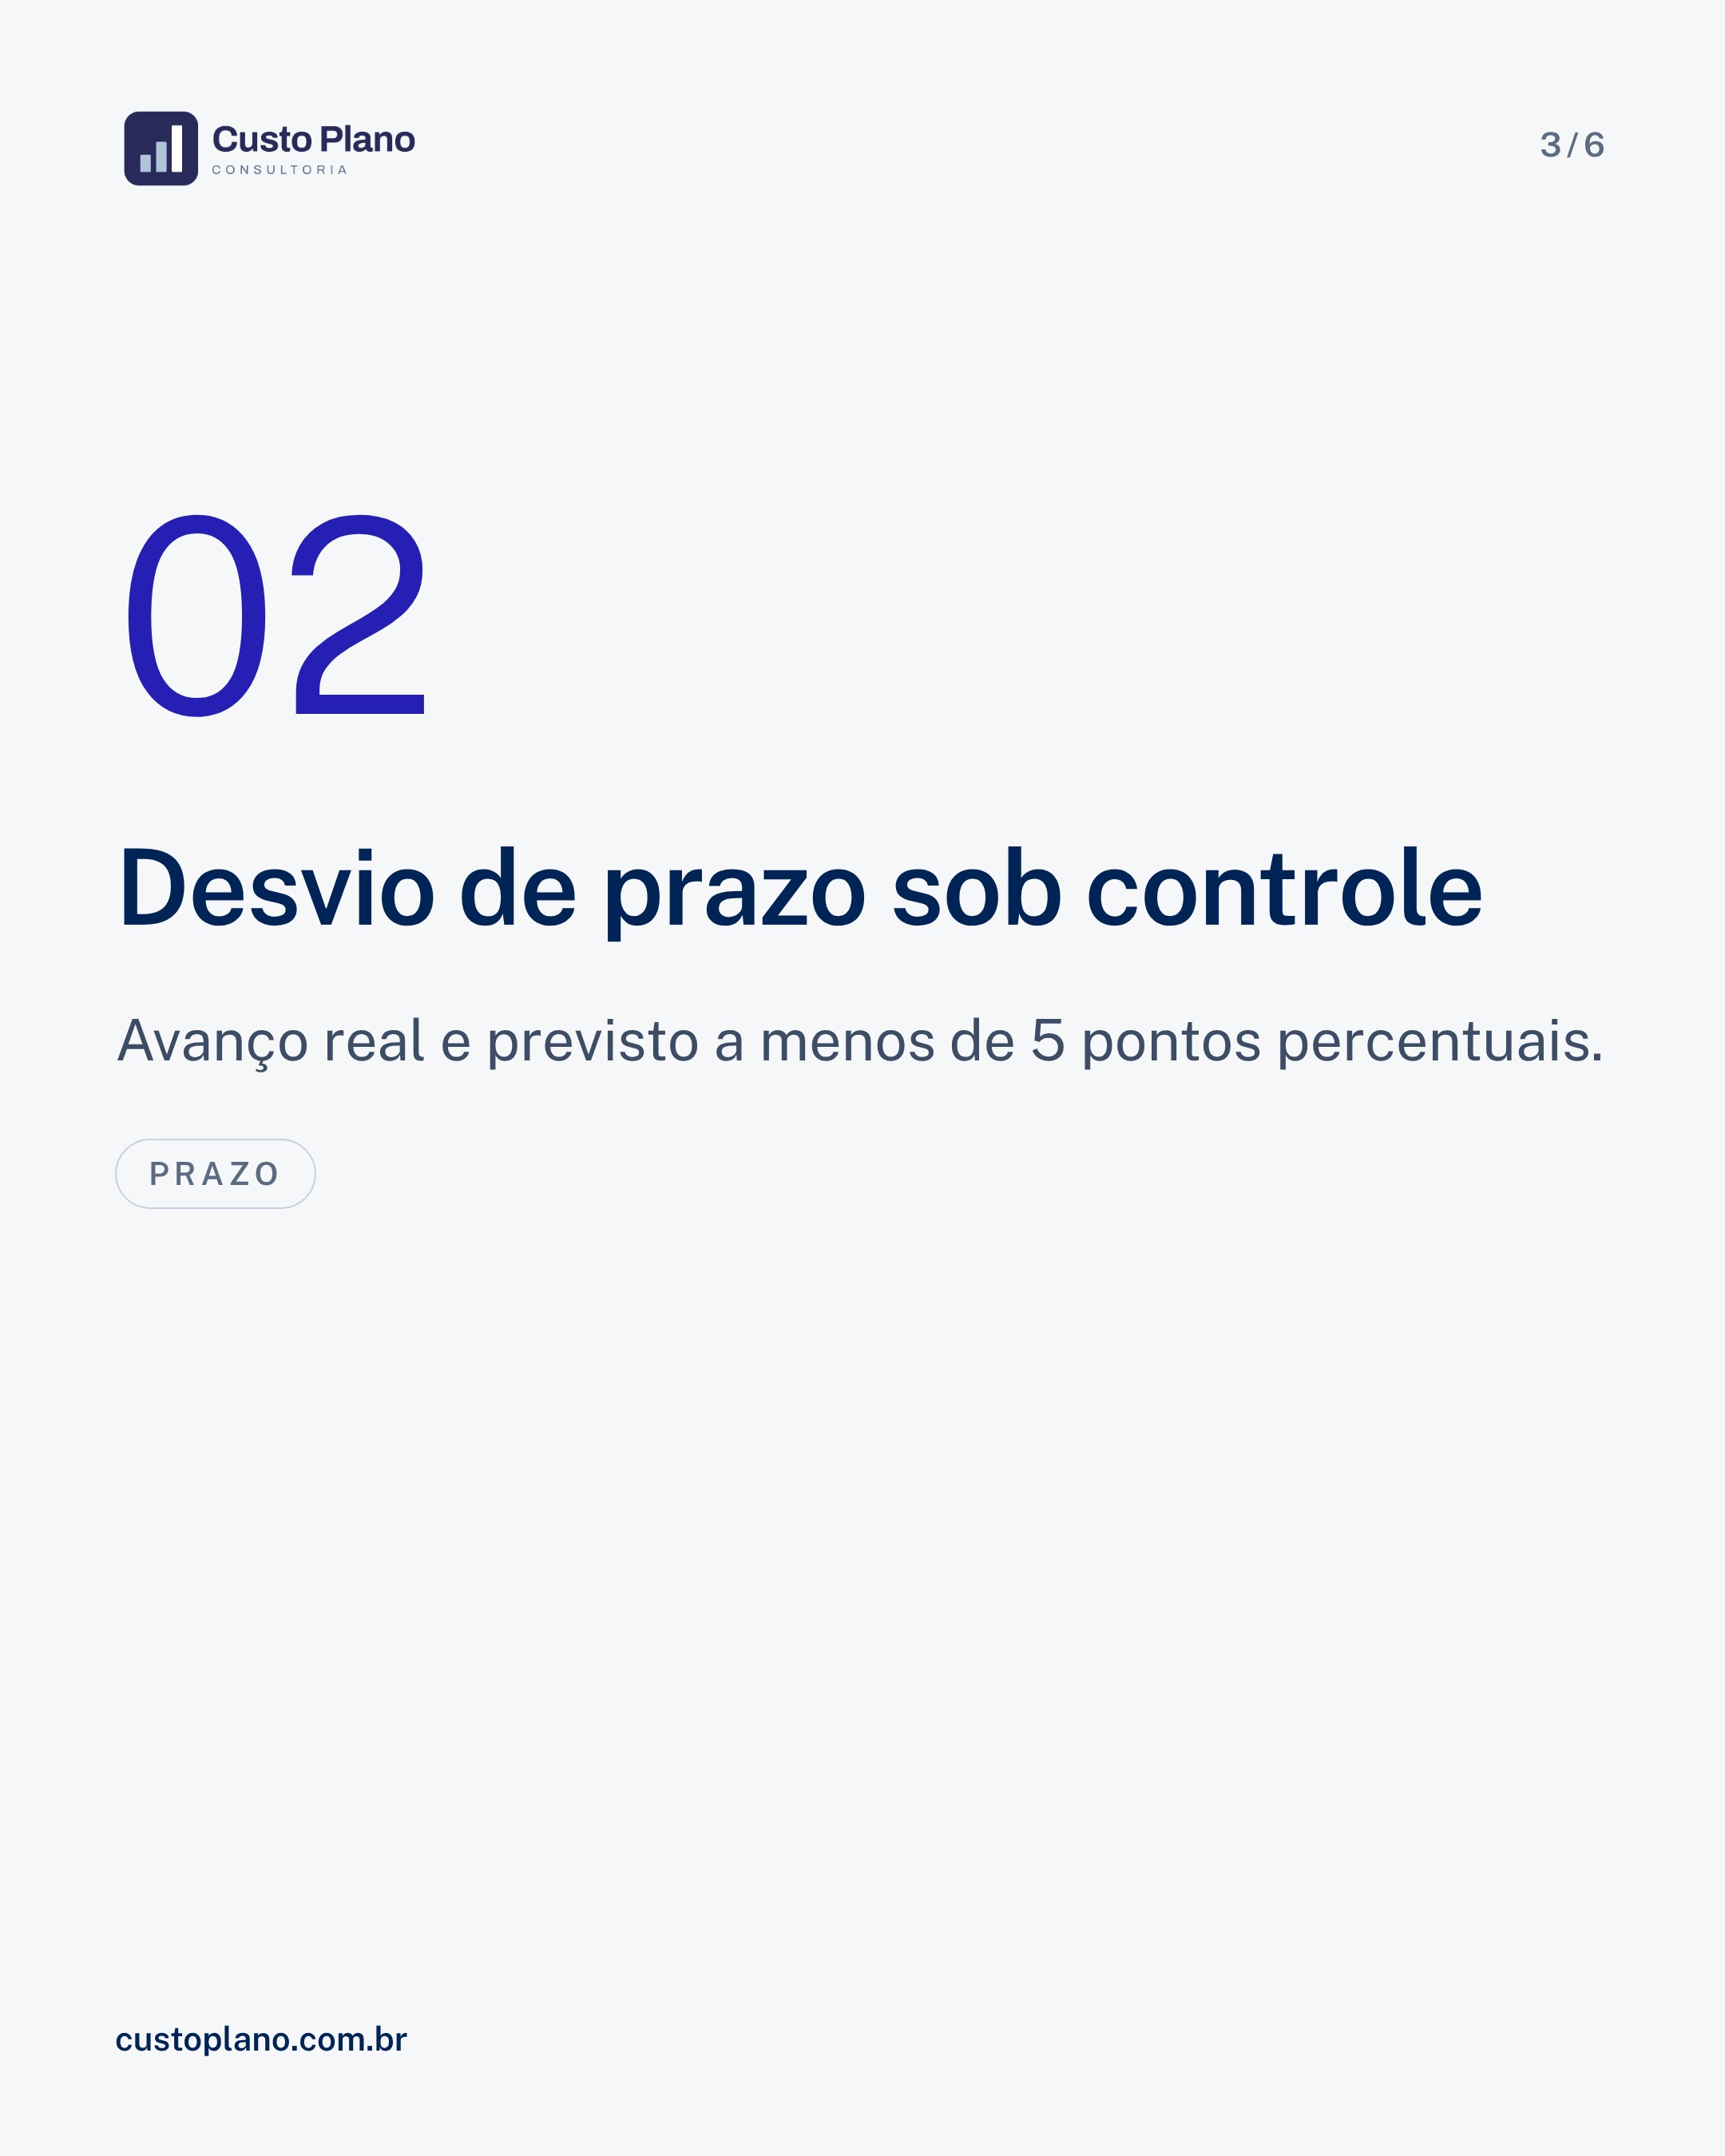 Custo Plano
CONSULTORIA
3/6
02
Desvio de prazo sob controle
Avanço real e previsto a menos de 5 pontos percentuais.
PRAZO
custoplano.com.br